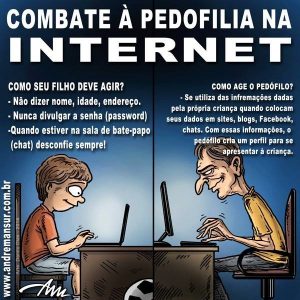 COMBATE À PEDOFILIA NA
INTERNET
COMO SEU FILHO DEVE AGIR?
- Não dizer nome, idade, endereço.
- Nunca divulgar a senha (password)
-Quando estiver na sala de bate-papo
(chat) desconfie sempre!
COMO AGE O PEDÓFILO?
- Se utiliza das infremações dadas
pela própria criança quando colocam
seus dados em sites, blogs, Facebook,
chats. Com essas informações, o
pedófilo cria um perfil para se
apresentar à criança.
www.andremansur.com.br